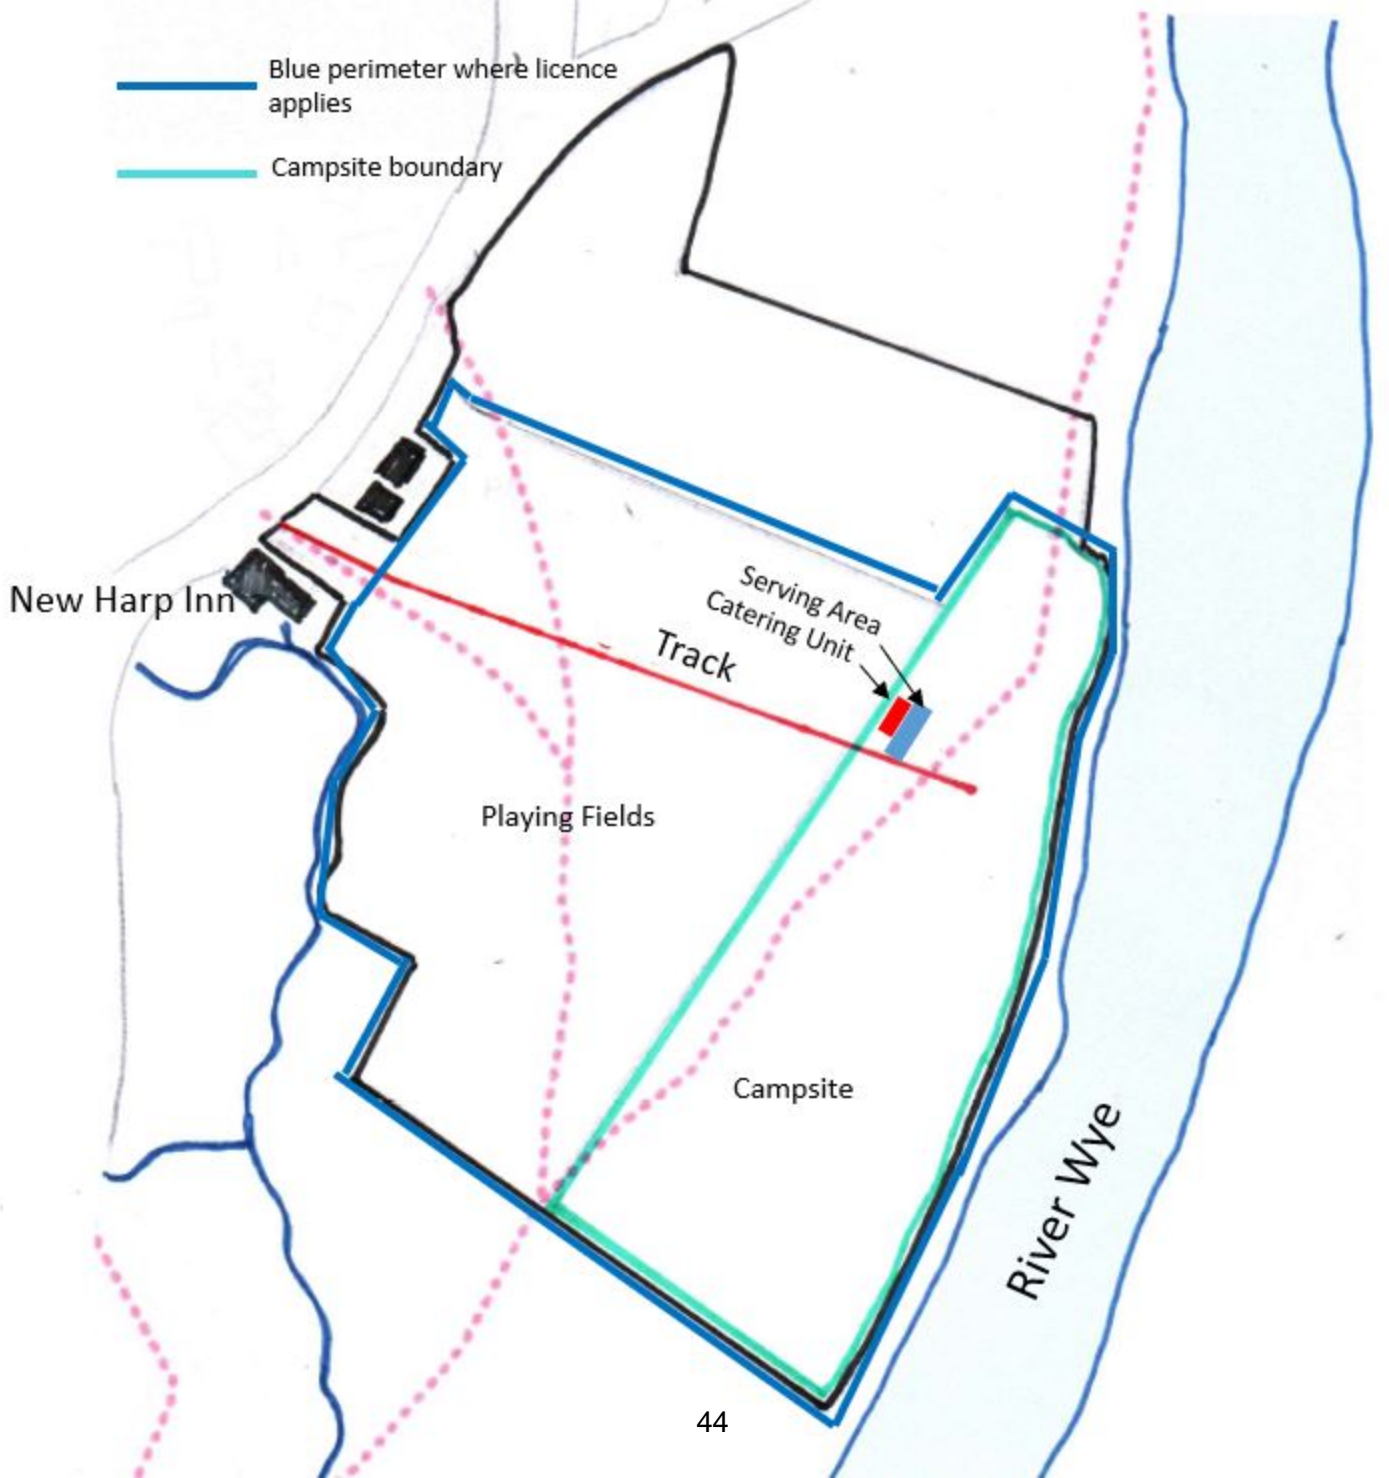 Blue perimeter where licence
applies
Campsite boundary
New Harp Inn
Serving Area
Catering Unit
Track
Playing Fields
Campsite
River Wye
44